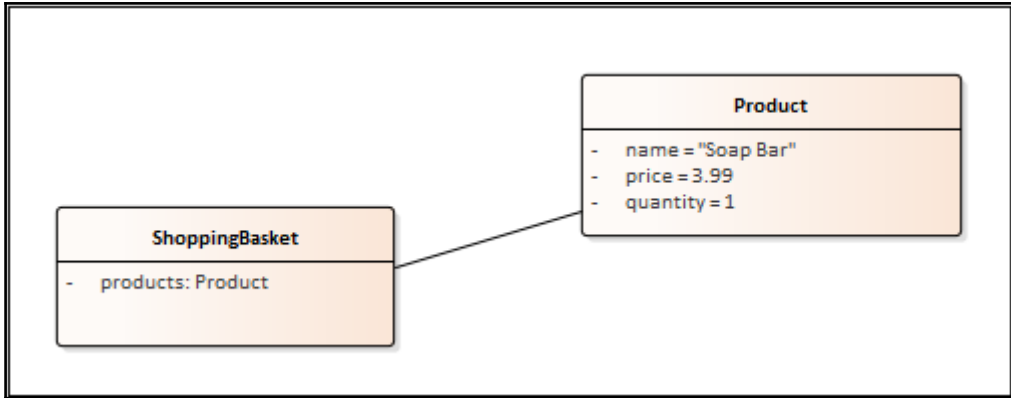 Product
- name = "Soap Bar"
- price = 3.99
- quantity = 1
ShoppingBasket
- products: Product